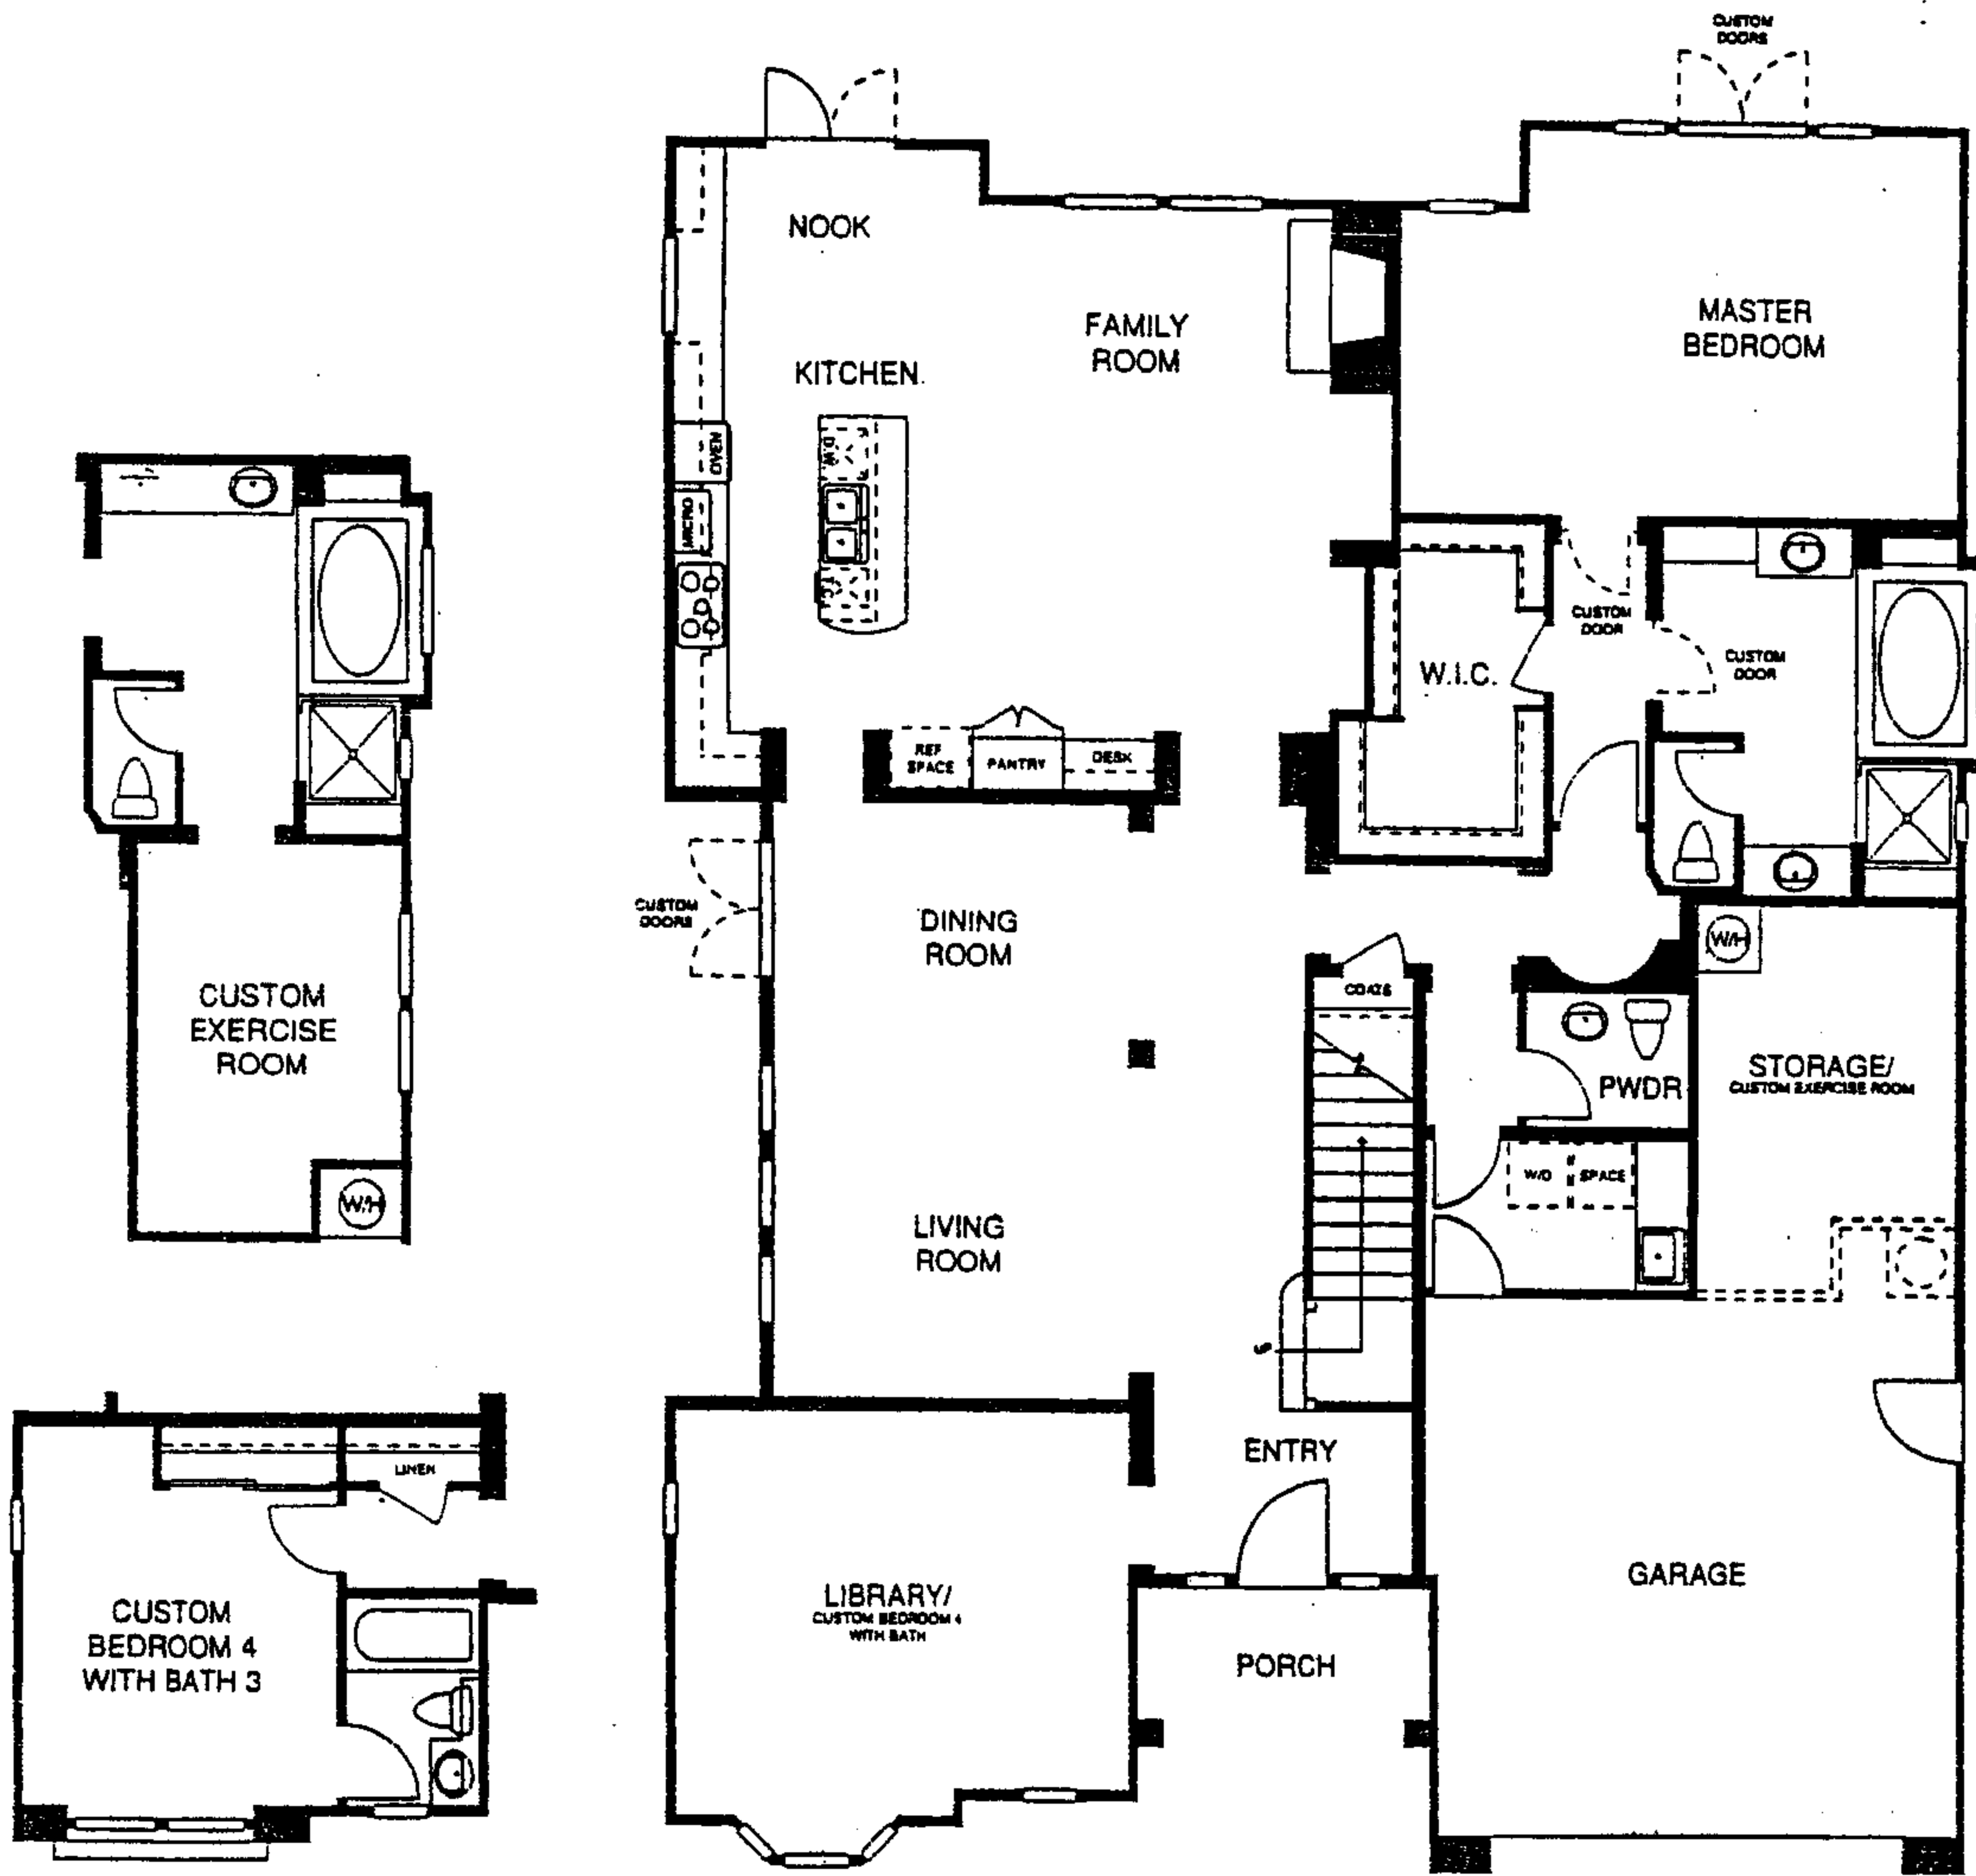 CUSTOM
DOORS
NOOK
FAMILY
ROOM
MASTER
BEDROOM
KITCHEN
D.W.
OVEN
MICRO
CUSTOM
DOOR
CUSTOM
DOOR
W.I.C.
REF
SPACE
PANTRY
DESK
CUSTOM
DOORS
DINING
ROOM
W/H
COATS
PWDR
STORAGE/
CUSTOM EXERCISE ROOM
W/D
SPACE
LIVING
ROOM
ENTRY
LIBRARY/
CUSTOM BEDROOM 4
WITH BATH
PORCH
GARAGE
CUSTOM
EXERCISE
ROOM
W/H
LINEN
CUSTOM
BEDROOM 4
WITH BATH 3